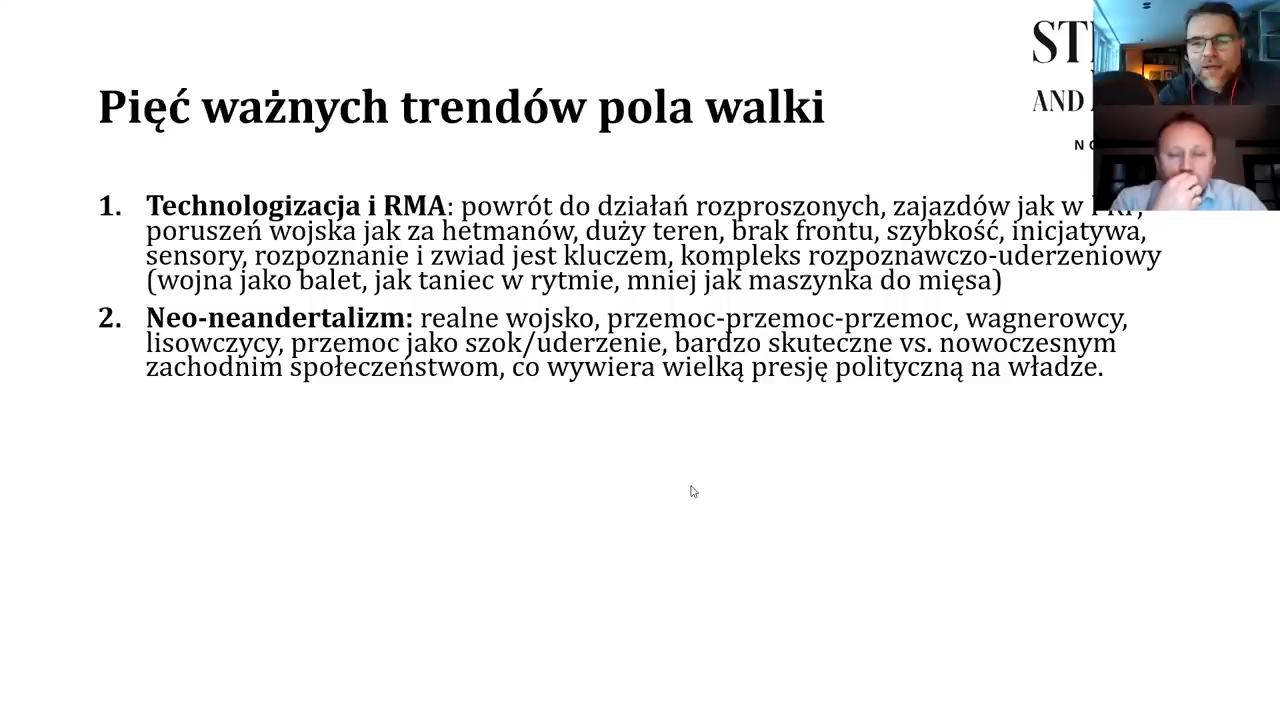 Pięć ważnych trendów pola walki
AND
1. Technologizacja i RMA: powrót do działań rozproszonych, zajazdów jak w
poruszeń wojska jak za hetmanów, duży teren, brak frontu, szybkość, inicjatywa,
sensory, rozpoznanie i zwiad jest kluczem, kompleks rozpoznawczo-uderzeniowy
(wojna jako balet, jak taniec w rytmie, mniej jak maszynka do mięsa)
2. Neo-neandertalizm: realne wojsko, przemoc-przemoc-przemoc, wagnerowcy,
lisowczycy, przemoc jako szok/uderzenie, bardzo skuteczne vs. nowoczesnym
zachodnim społeczeństwom, co wywiera wielką presję polityczną na władze.